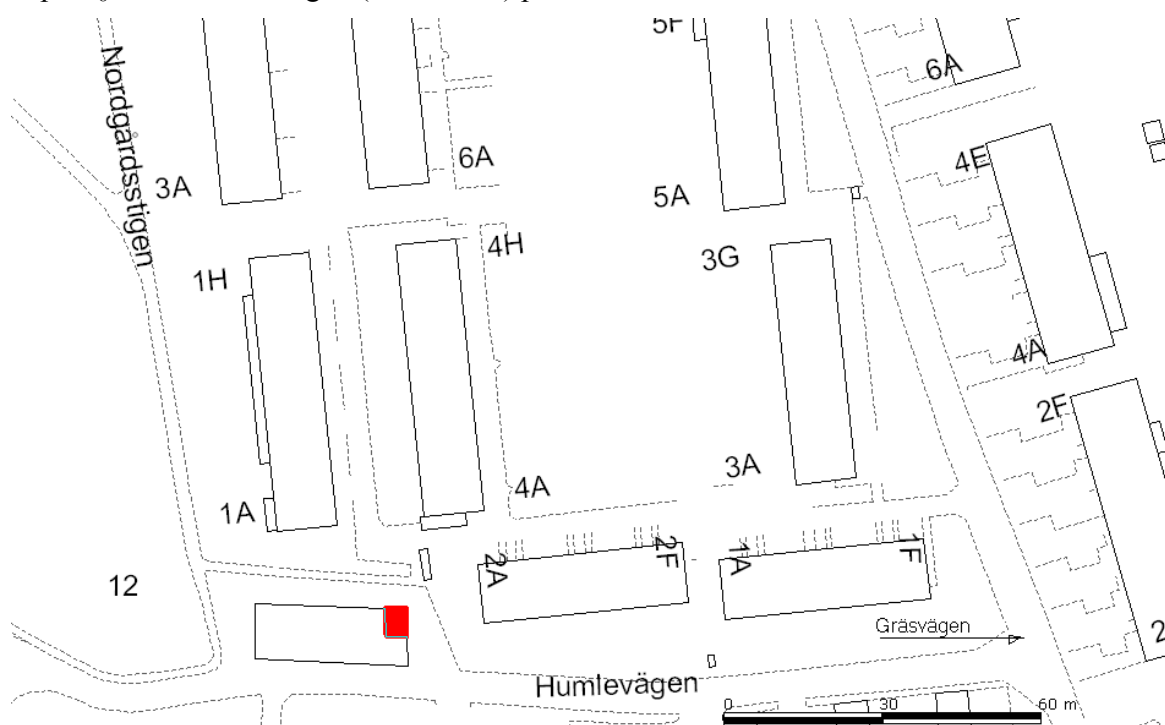 5F
6A
Nordgårdsstigen
3A
6A
4E
5A
1H
4H
3G
4A
2F
3A
1A
4A
2A
2F
1A
1F
12
Gräsvägen
Humlevägen
2
0 30 60 m